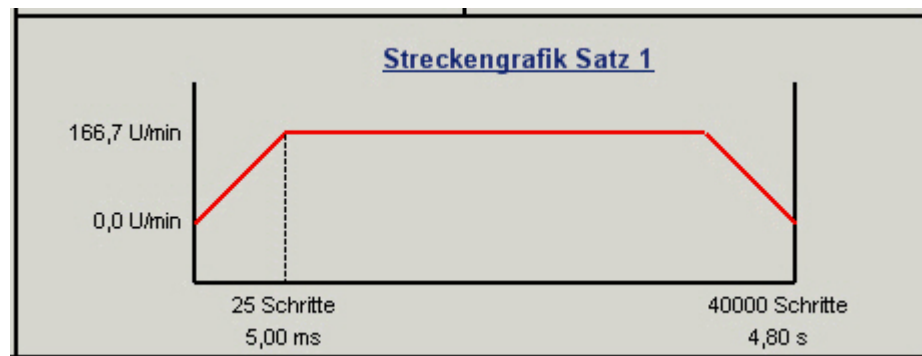 Streckengrafik Satz 1
166,7 U/min
0,0 U/min
25 Schritte
40000 Schritte
5,00 ms
4,80 s